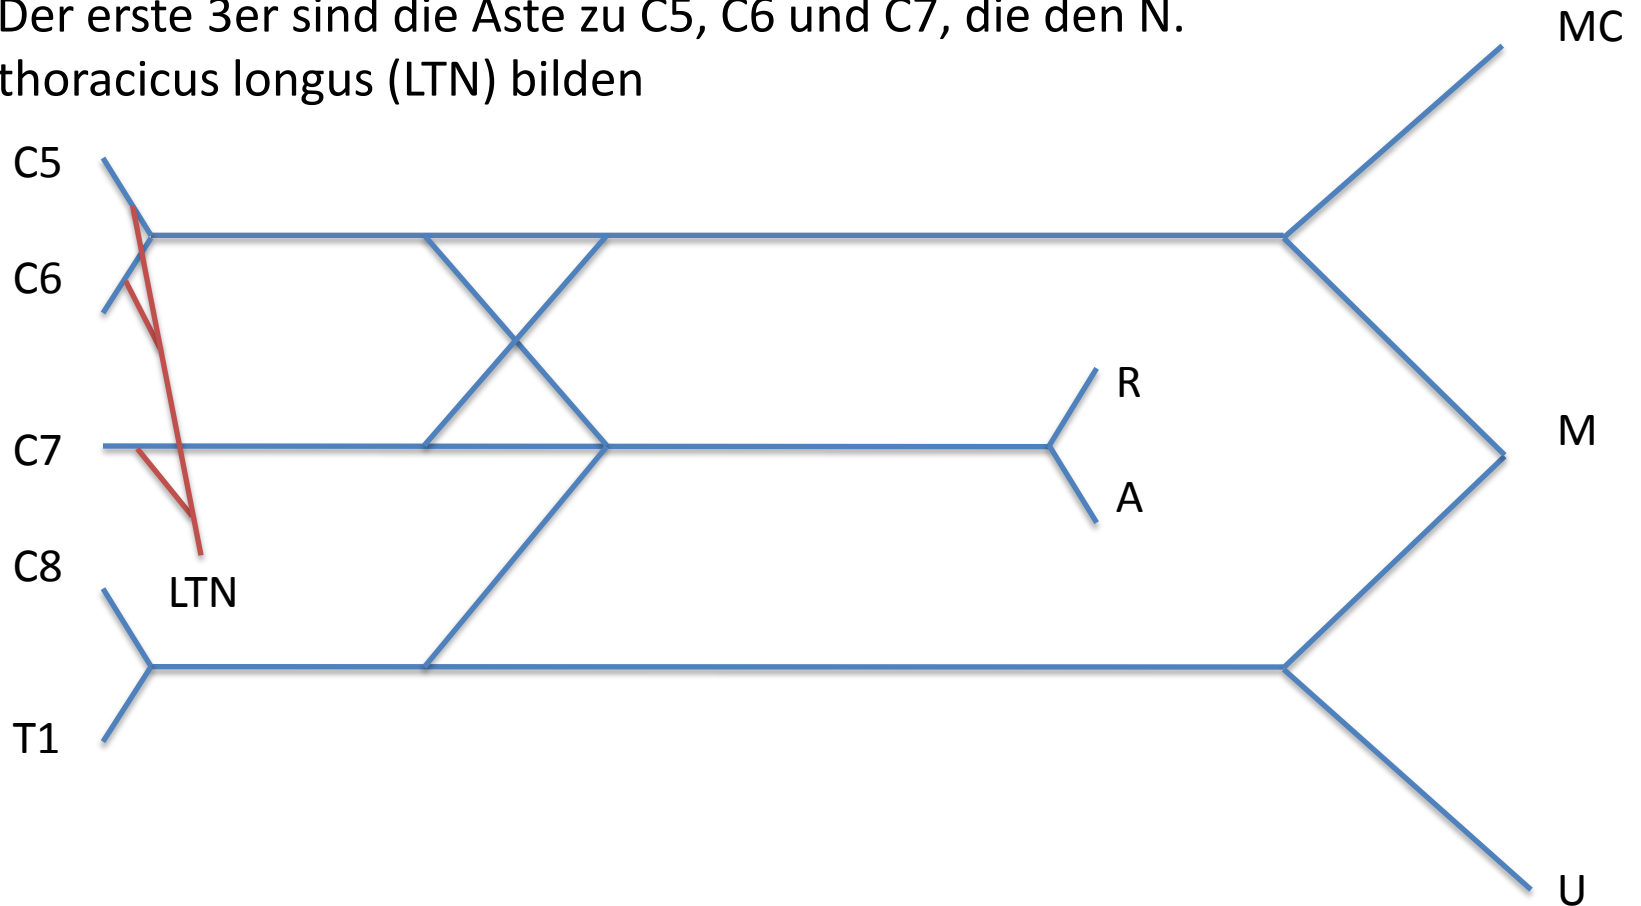 Der erste 3er sind die Äste zu C5, C6 und C7, die den N.
thoracicus longus (LTN) bilden
MC
C5
C6
R
C7
M
A
C8
LTN
T1
U